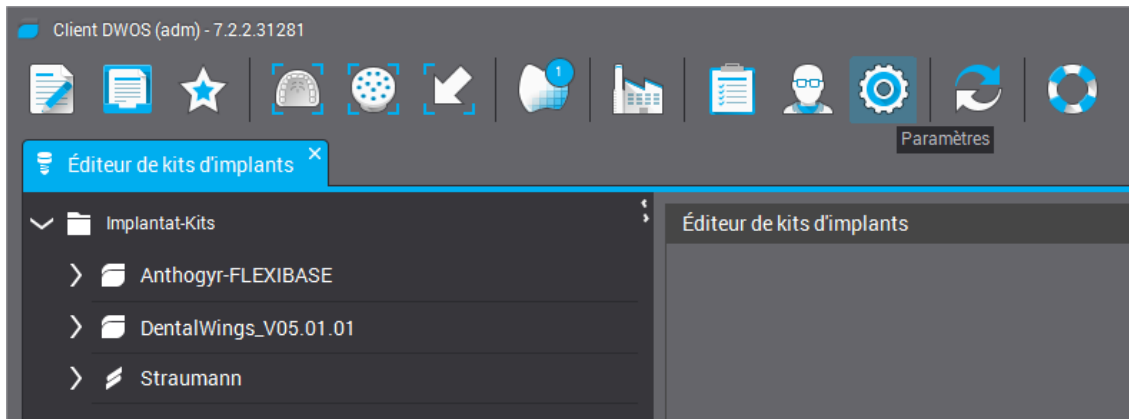 Client DWOS (adm) - 7.2.2.31281
1
Paramètres
Éditeur de kits d'implants
Implantat-Kits
Éditeur de kits d'implants
Anthogyr-FLEXIBASE
DentalWings_V05.01.01
Straumann